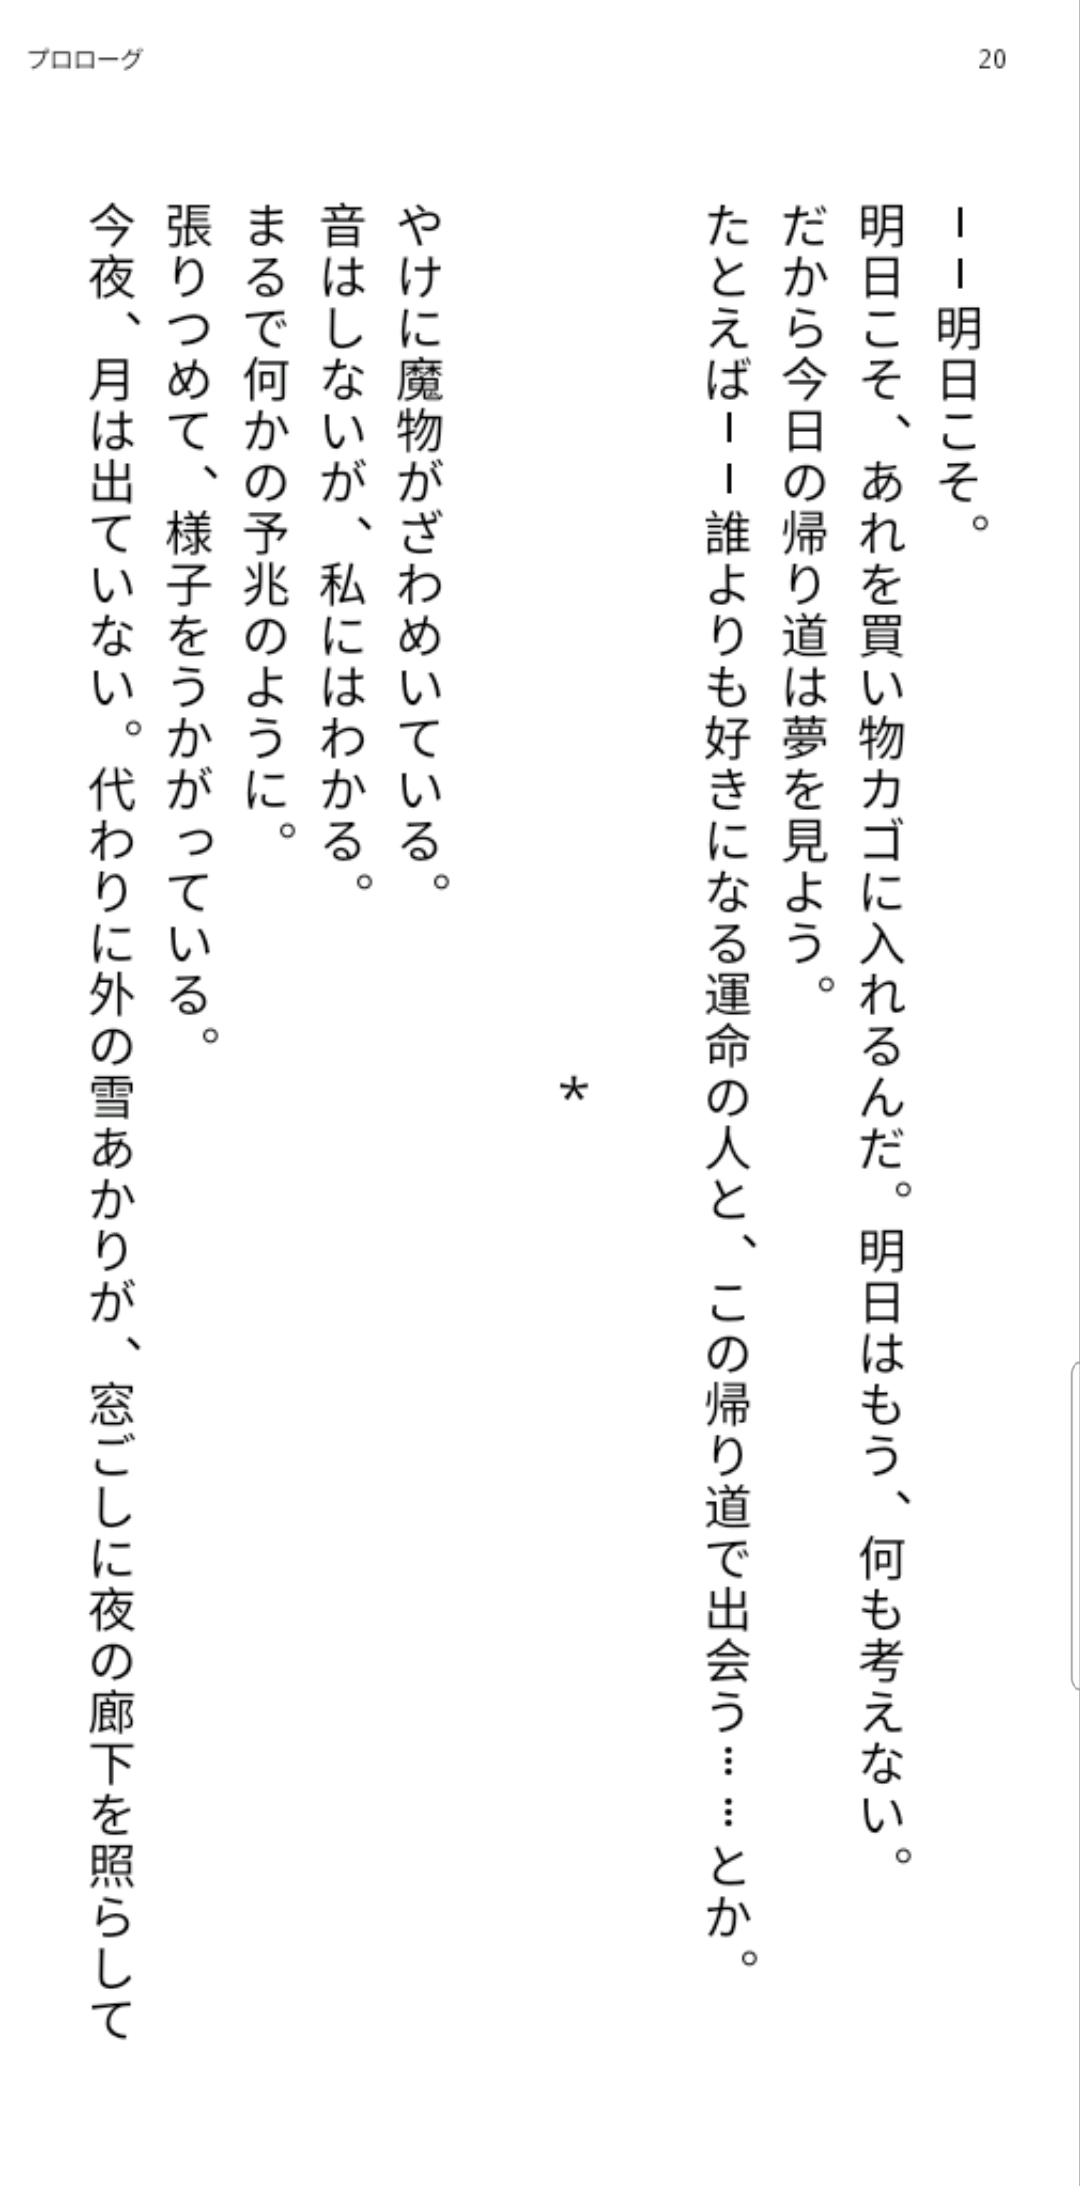 プロローグ
20
――明日こそ。
明日こそ、あれを買い物カゴに入れるんだ。明日はもう、何も考えない。
だから今日の帰り道は夢を見よう。
たとえば――誰よりも好きになる運命の人と、この帰り道で出会う……とか。
*
やけに魔物がざわめいている。
音はしないが、私にはわかる。
まるで何かの予兆のように。
張りつめて、様子をうかがっている。
今夜、月は出ていない。代わりに外の雪あかりが、窓ごしに夜の廊下を照らして